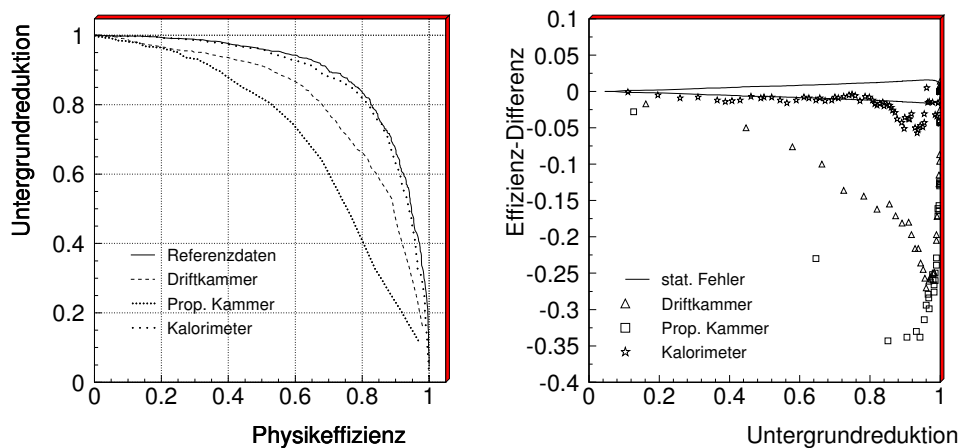 Untergrundreduktion
1
0.8
0.6
0.4
0.2
0
Referenzdaten
Driftkammer
Prop. Kammer
Kalorimeter
0 0.2 0.4 0.6 0.8 1
Physikeffizienz
Effizienz-Differenz
0.1
0.05
0
-0.05
-0.1
-0.15
-0.2
-0.25
-0.3
-0.35
-0.4
stat. Fehler
Driftkammer
Prop. Kammer
Kalorimeter
0 0.2 0.4 0.6 0.8 1
Untergrundreduktion